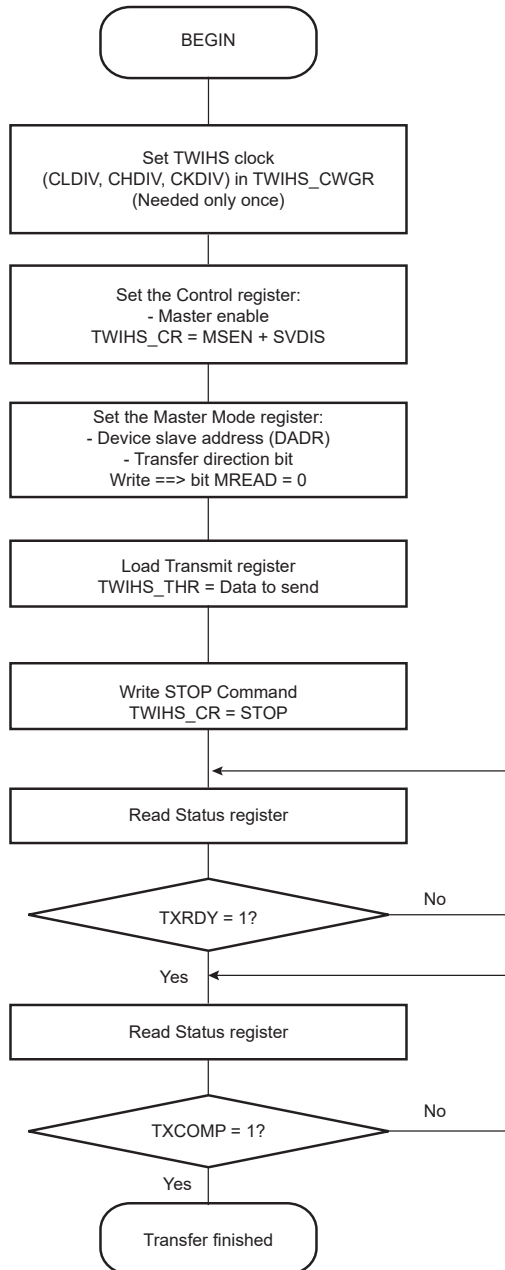 BEGIN
Set TWIHS clock
(CLDIV, CHDIV, CKDIV) in TWIHS_CWGR
(Needed only once)
Set the Control register:
- Master enable
TWIHS_CR = MSEN + SVDIS
Set the Master Mode register:
- Device slave address (DADR)
- Transfer direction bit
Write ==> bit MREAD = 0
Load Transmit register
TWIHS_THR = Data to send
Write STOP Command
TWIHS_CR = STOP
Read Status register
TXRDY = 1?
No
Yes
Read Status register
TXCOMP = 1?
No
Yes
Transfer finished